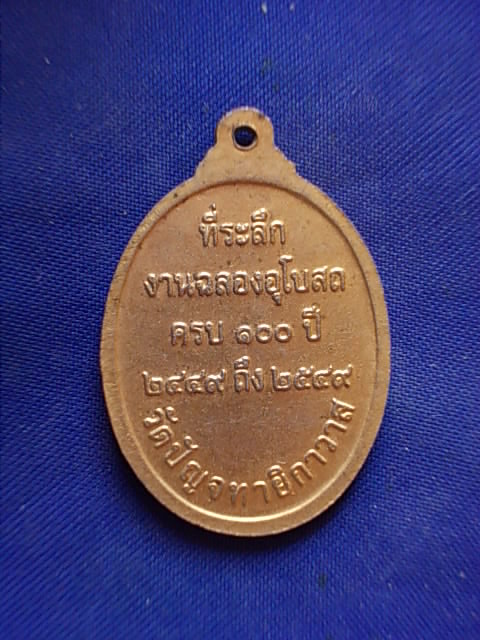 ที่ระลึก
งานฉลองอุโบสถ
ครบ ๑๐๐ ปี
๒๔๔๙ ถึง ๒๕๔๙
วัดปัญจทายิกาวาส